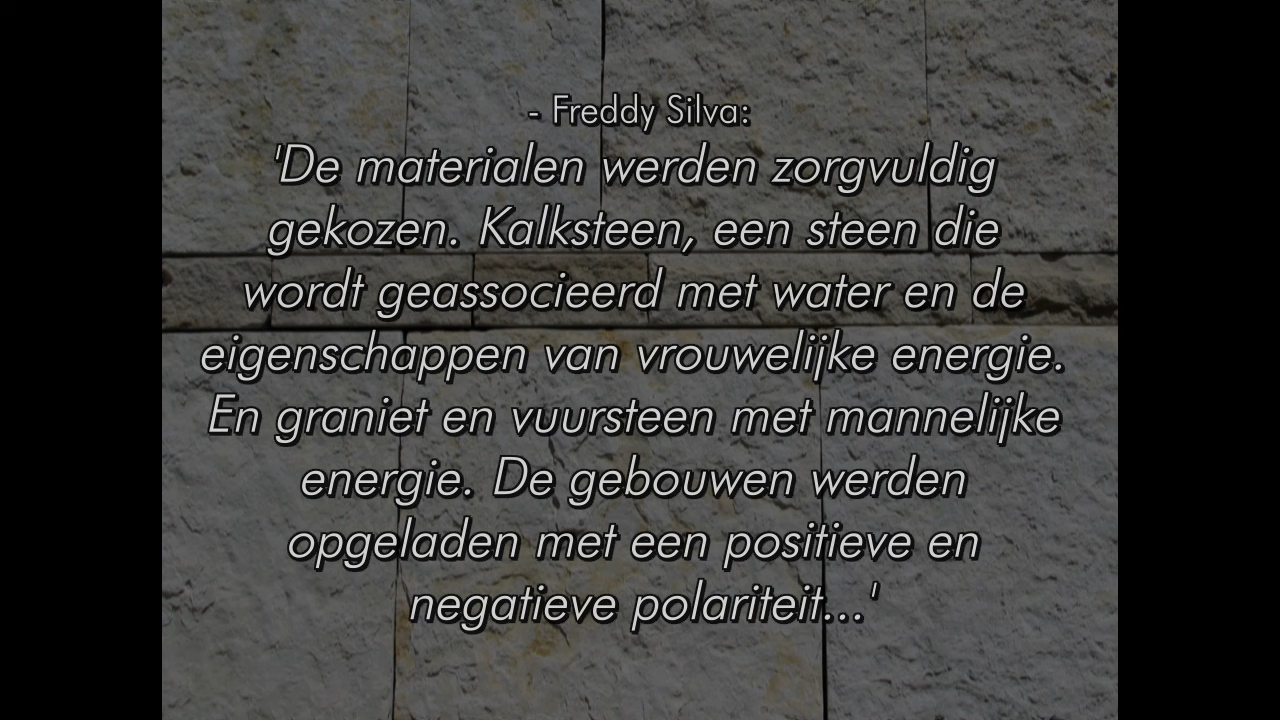 - Freddy Silva:
'De materialen werden zorgvuldig
gekozen. Kalksteen, een steen die
wordt geassocieerd met water en de
eigenschappen van vrouwelijke energie.
En graniet en vuursteen met mannelijke
energie. De gebouwen werden
opgeladen met een positieve en
negatieve polariteit...'